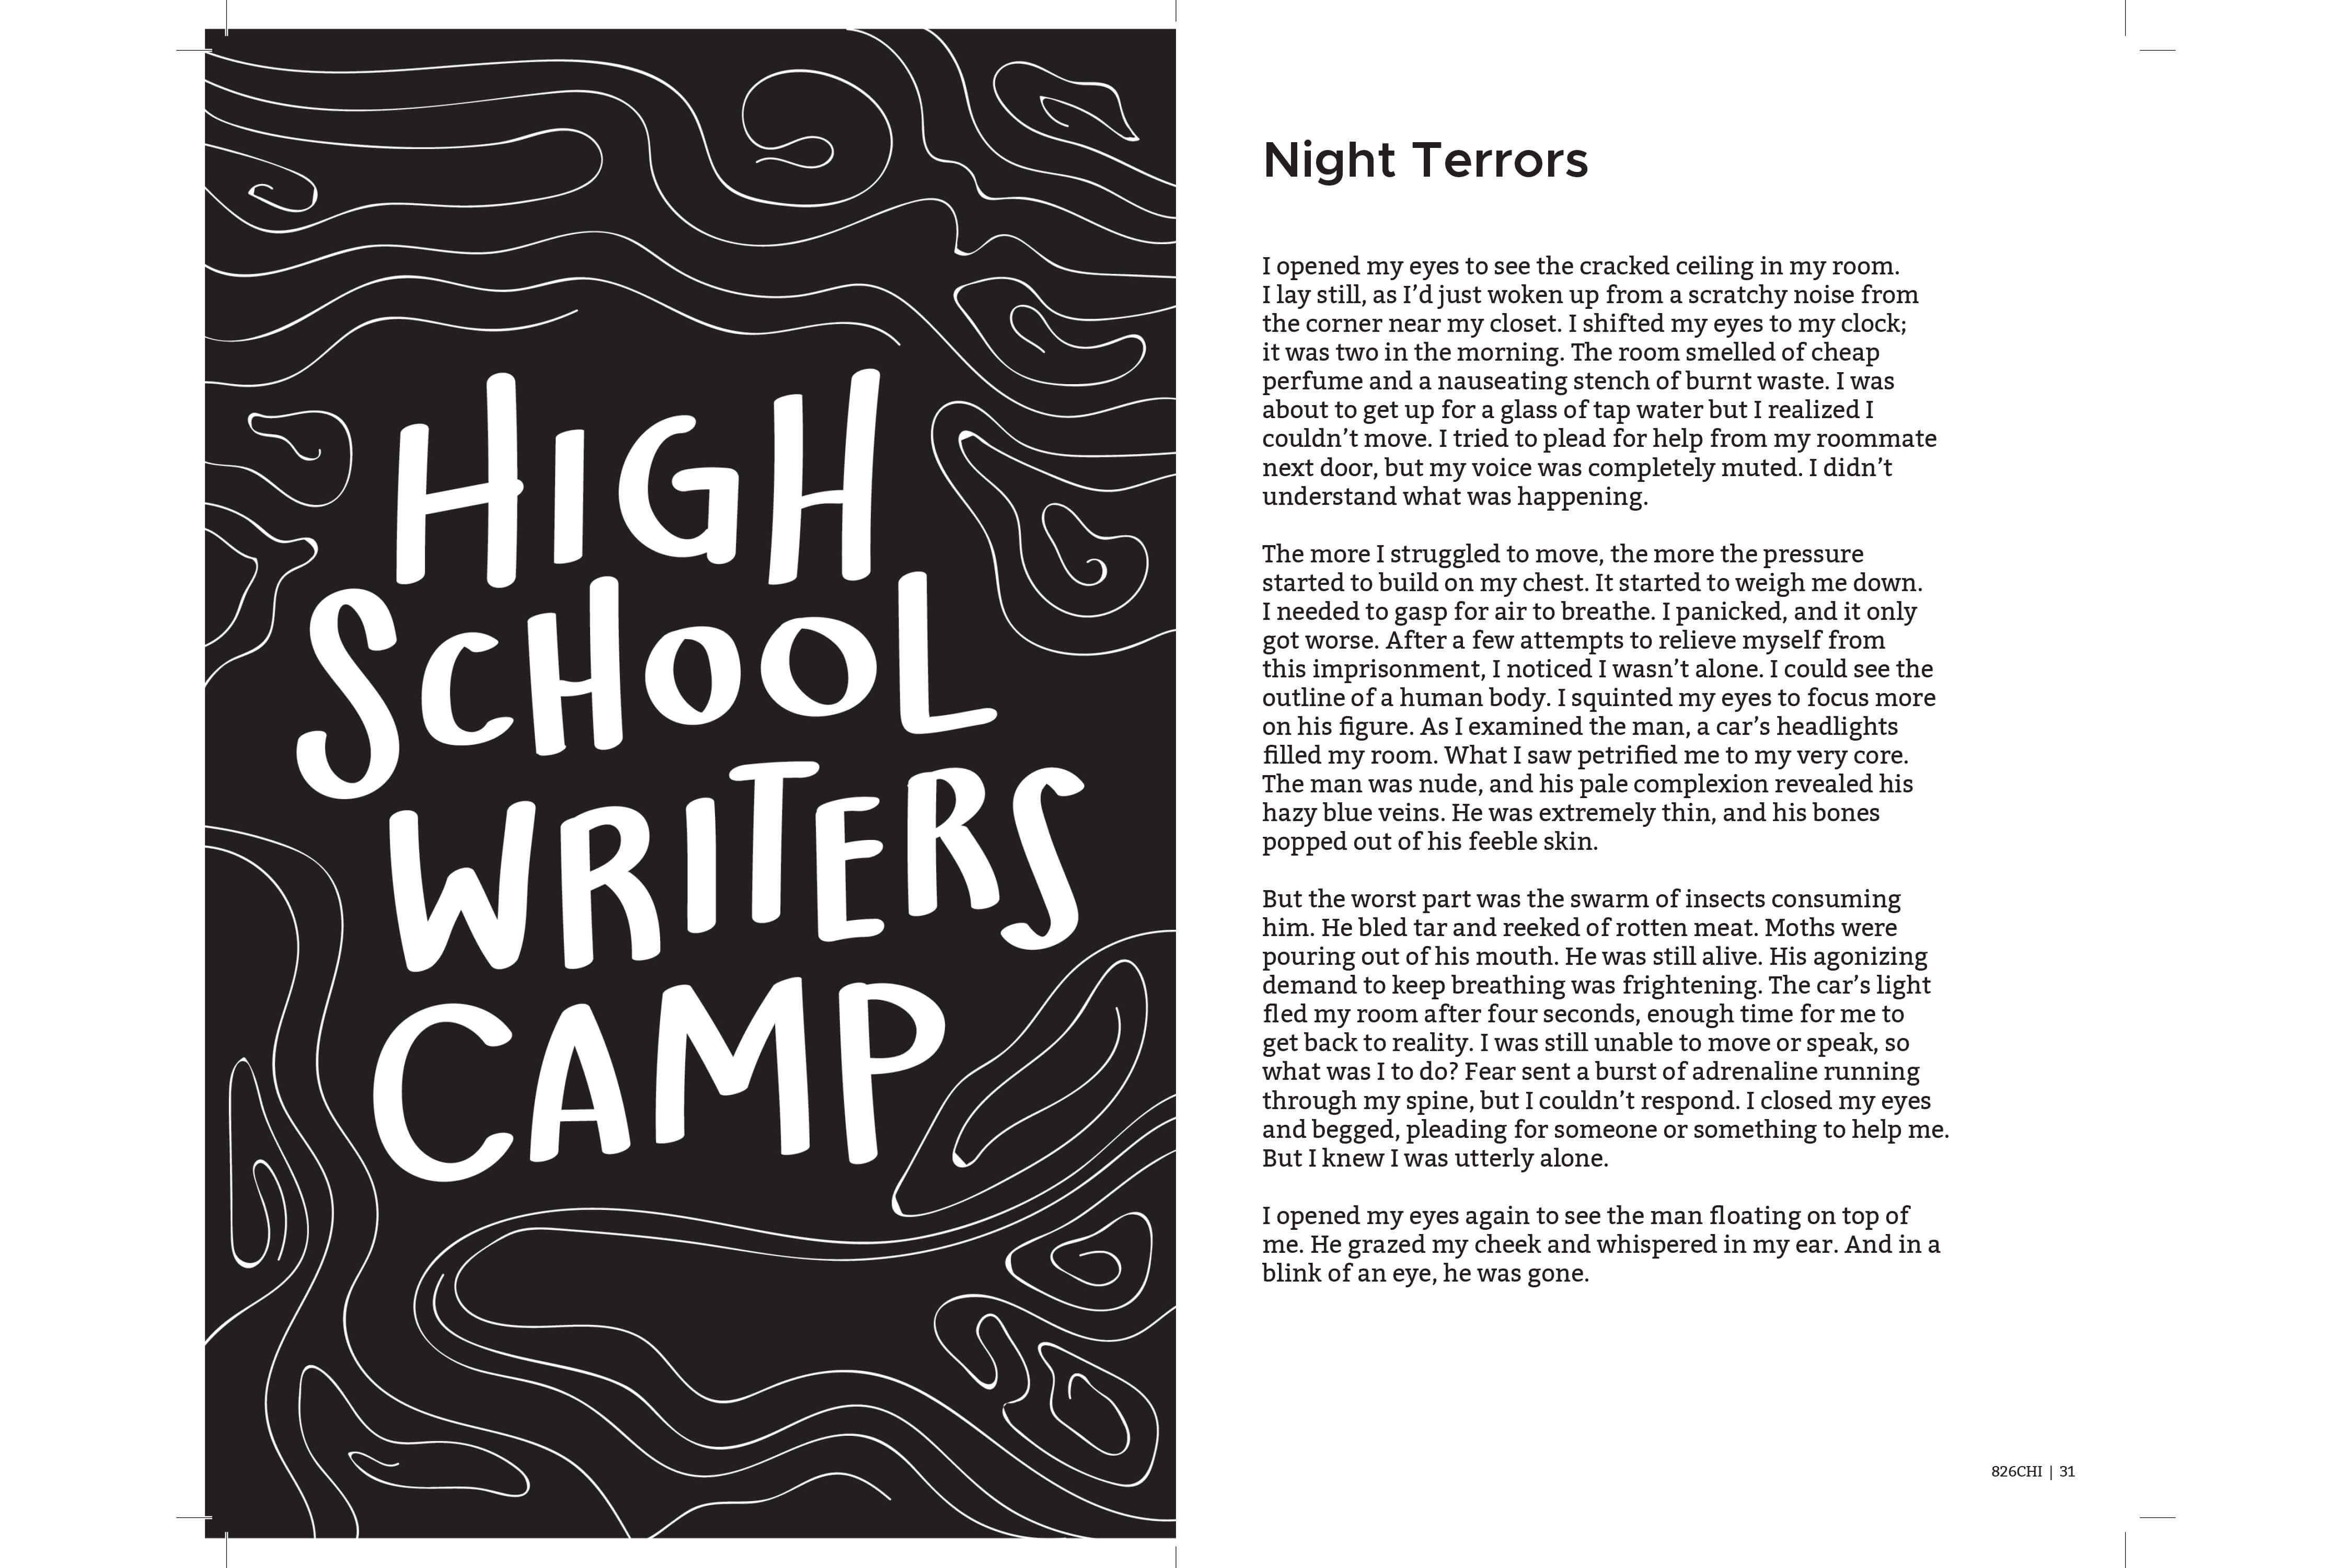 HIGH
SCHOOL
WRITERS
CAMP
Night Terrors
I opened my eyes to see the cracked ceiling in my room.
I lay still, as I’d just woken up from a scratchy noise from
the corner near my closet. I shifted my eyes to my clock;
it was two in the morning. The room smelled of cheap
perfume and a nauseating stench of burnt waste. I was
about to get up for a glass of tap water but I realized I
couldn’t move. I tried to plead for help from my roommate
next door, but my voice was completely muted. I didn’t
understand what was happening.
The more I struggled to move, the more the pressure
started to build on my chest. It started to weigh me down.
I needed to gasp for air to breathe. I panicked, and it only
got worse. After a few attempts to relieve myself from
this imprisonment, I noticed I wasn’t alone. I could see the
outline of a human body. I squinted my eyes to focus more
on his figure. As I examined the man, a car’s headlights
filled my room. What I saw petrified me to my very core.
The man was nude, and his pale complexion revealed his
hazy blue veins. He was extremely thin, and his bones
popped out of his feeble skin.
But the worst part was the swarm of insects consuming
him. He bled tar and reeked of rotten meat. Moths were
pouring out of his mouth. He was still alive. His agonizing
demand to keep breathing was frightening. The car’s light
fled my room after four seconds, enough time for me to
get back to reality. I was still unable to move or speak, so
what was I to do? Fear sent a burst of adrenaline running
through my spine, but I couldn’t respond. I closed my eyes
and begged, pleading for someone or something to help me.
But I knew I was utterly alone.
I opened my eyes again to see the man floating on top of
me. He grazed my cheek and whispered in my ear. And in a
blink of an eye, he was gone.
826CHI | 31